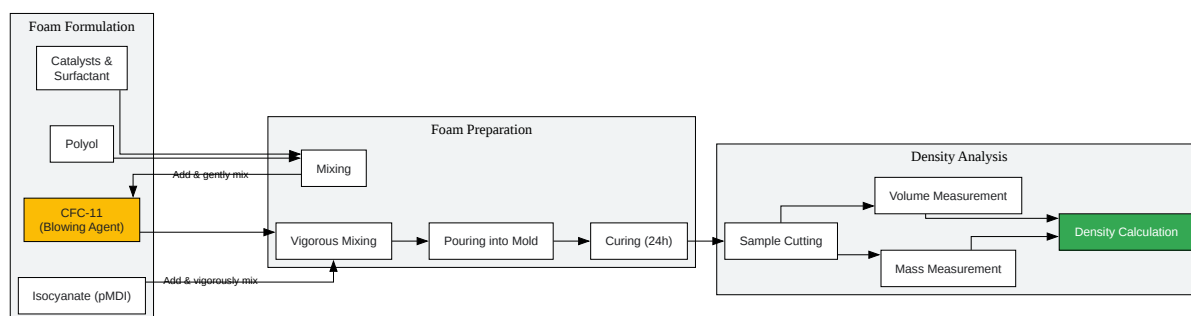 Foam Formulation
Catalysts &
Surfactant
Polyol
CFC-11
(Blowing Agent)
Isocyanate (pMDI)
Foam Preparation
Mixing
Add & gently mix
Vigorous Mixing
Pouring into Mold
Curing (24h)
Add & vigorously mix
Density Analysis
Volume Measurement
Sample Cutting
Density Calculation
Mass Measurement